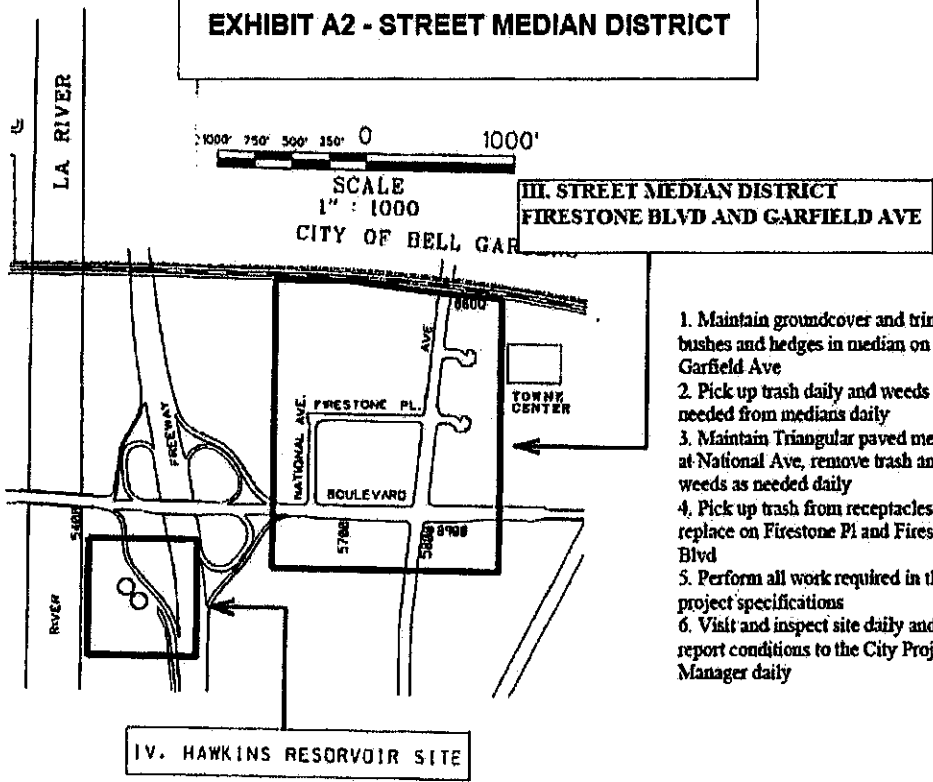 EXHIBIT A2 - STREET MEDIAN DISTRICT
LA RIVER
1000' 750' 500' 350' 0 1000'
SCALE
1" : 1000
CITY OF BELL GAR
III. STREET MEDIAN DISTRICT
FIRESTONE BLVD AND GARFIELD AVE
8600
AVE
TOWNE
CENTER
FIRESTONE PL.
NATIONAL AVE.
FREEWAY
BOULEVARD
5700
5800
8900
5400
RIVER
1. Maintain groundcover and trim
bushes and hedges in median on
Garfield Ave
2. Pick up trash daily and weeds
needed from medians daily
3. Maintain Triangular paved me
at National Ave, remove trash an
weeds as needed daily
4. Pick up trash from receptacles
replace on Firestone Pl and Fires
Blvd
5. Perform all work required in th
project specifications
6. Visit and inspect site daily and
report conditions to the City Proj
Manager daily
IV. HAWKINS RESORVOIR SITE